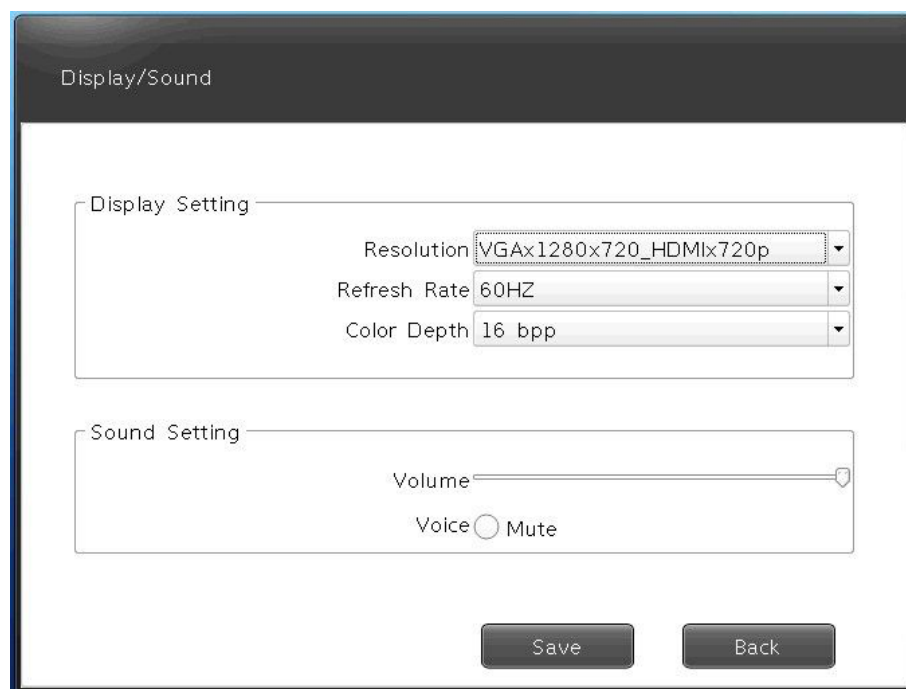 Display/Sound
Display Setting
Resolution VGAx1280x720_HDMIx720p
Refresh Rate 60HZ
Color Depth 16 bpp
Sound Setting
Volume
Voice Mute
Save Back